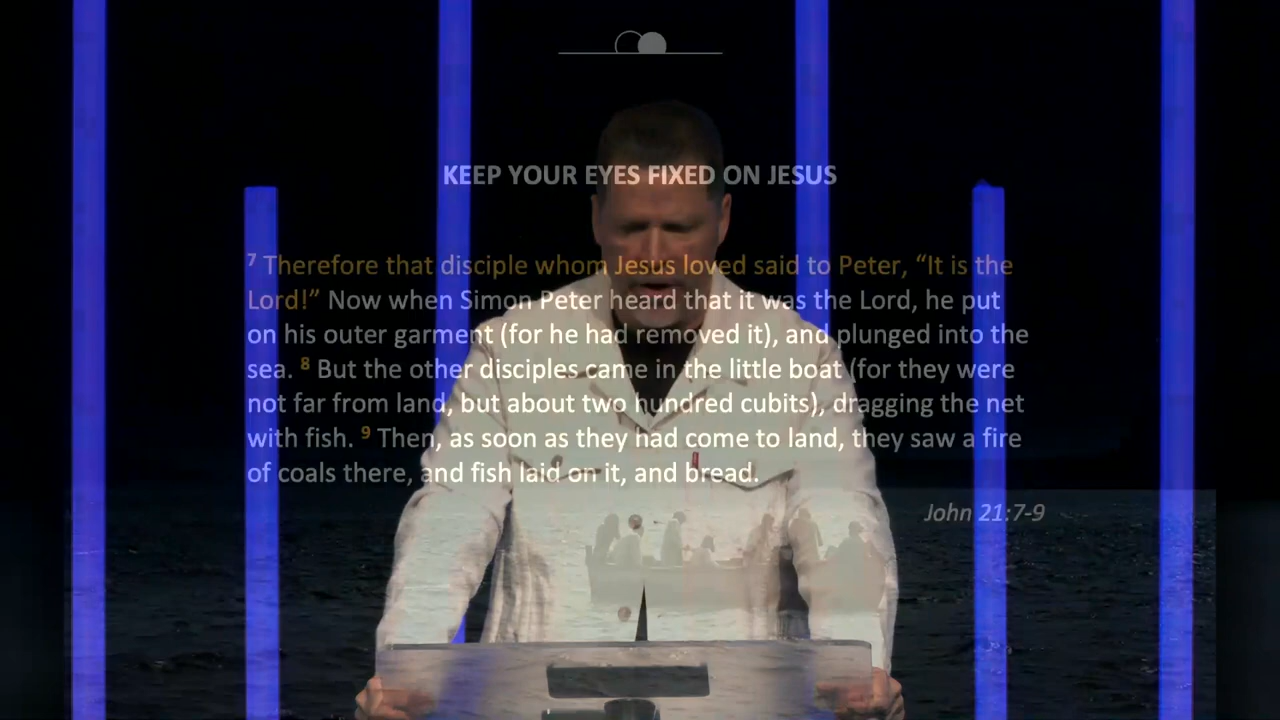 KEEP YOUR EYES FIXED ON JESUS
7 Therefore that disciple whom Jesus loved said to Peter, “It is the
Lord!” Now when Simon Peter heard that it was the Lord, he put
on his outer garment (for he had removed it), and plunged into the
sea. 8 But the other disciples came in the little boat (for they were
not far from land, but about two hundred cubits), dragging the net
with fish. 9 Then, as soon as they had come to land, they saw a fire
of coals there, and fish laid on it, and bread.
John 21:7-9